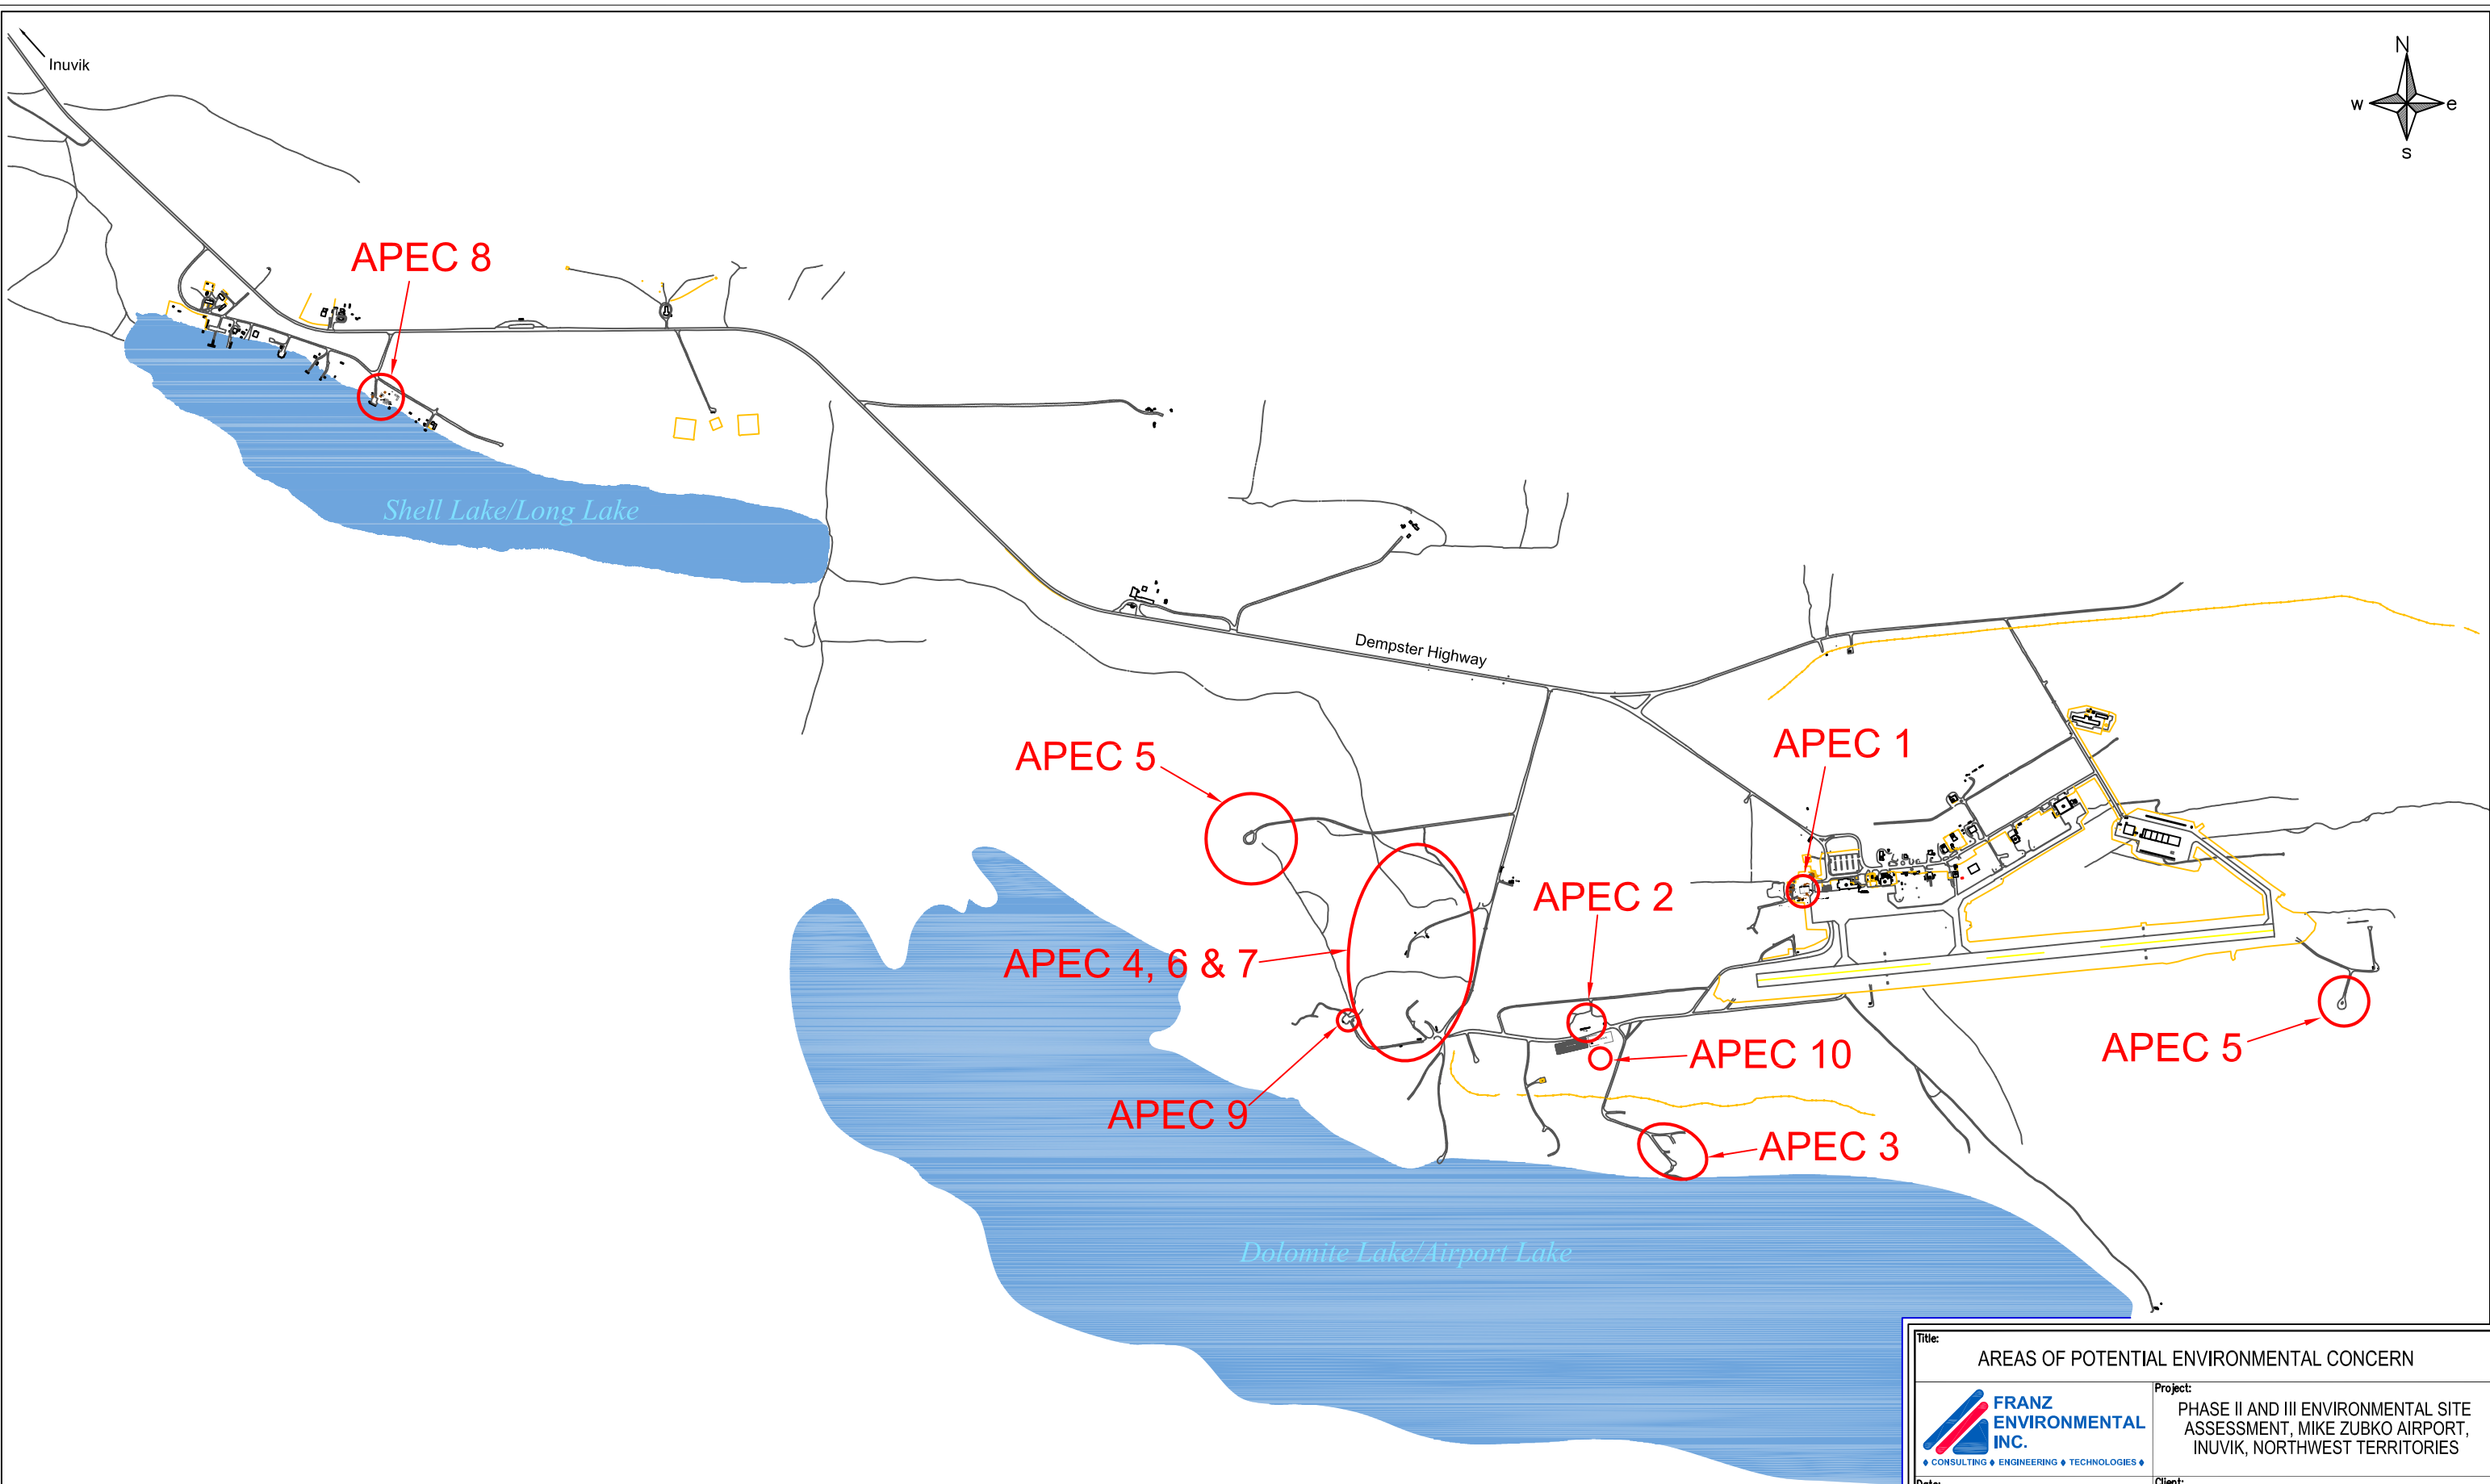 Inuvik
N
w e
s
APEC 8
Shell Lake/Long Lake
Dempster Highway
APEC 5
APEC 1
APEC 2
APEC 4, 6 & 7
APEC 10
APEC 5
APEC 9
APEC 3
Dolomite Lake/Airport Lake
Title:
AREAS OF POTENTIAL ENVIRONMENTAL CONCERN
FRANZ
ENVIRONMENTAL
INC.
♦ CONSULTING ♦ ENGINEERING ♦ TECHNOLOGIES ♦
Project:
PHASE II AND III ENVIRONMENTAL SITE
ASSESSMENT, MIKE ZUBKO AIRPORT,
INUVIK, NORTHWEST TERRITORIES
Date:
Client: